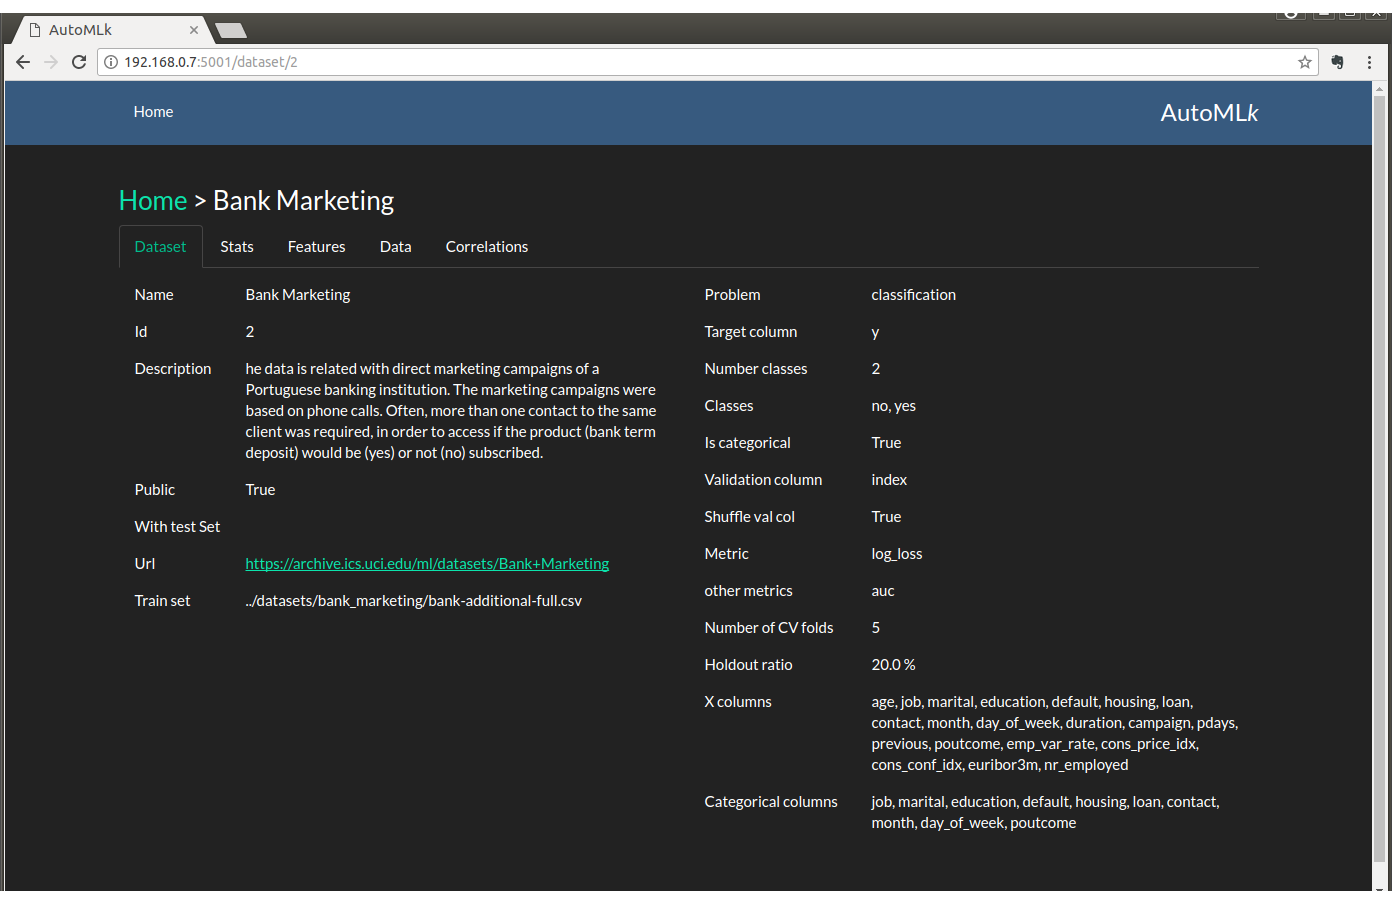 AutoMLk
192.168.0.7:5001/dataset/2
Home
AutoMLk
Home > Bank Marketing
Dataset Stats Features Data Correlations
Name Bank Marketing
Id 2
Description he data is related with direct marketing campaigns of a
Portuguese banking institution. The marketing campaigns were
based on phone calls. Often, more than one contact to the same
client was required, in order to access if the product (bank term
deposit) would be (yes) or not (no) subscribed.
Public True
With test Set
Url https://archive.ics.uci.edu/ml/datasets/Bank+Marketing
Train set ../datasets/bank_marketing/bank-additional-full.csv
Problem classification
Target column y
Number classes 2
Classes no, yes
Is categorical True
Validation column index
Shuffle val col True
Metric log_loss
other metrics auc
Number of CV folds 5
Holdout ratio 20.0 %
X columns age, job, marital, education, default, housing, loan,
contact, month, day_of_week, duration, campaign, pdays,
previous, poutcome, emp_var_rate, cons_price_idx,
cons_conf_idx, euribor3m, nr_employed
Categorical columns job, marital, education, default, housing, loan, contact,
month, day_of_week, poutcome